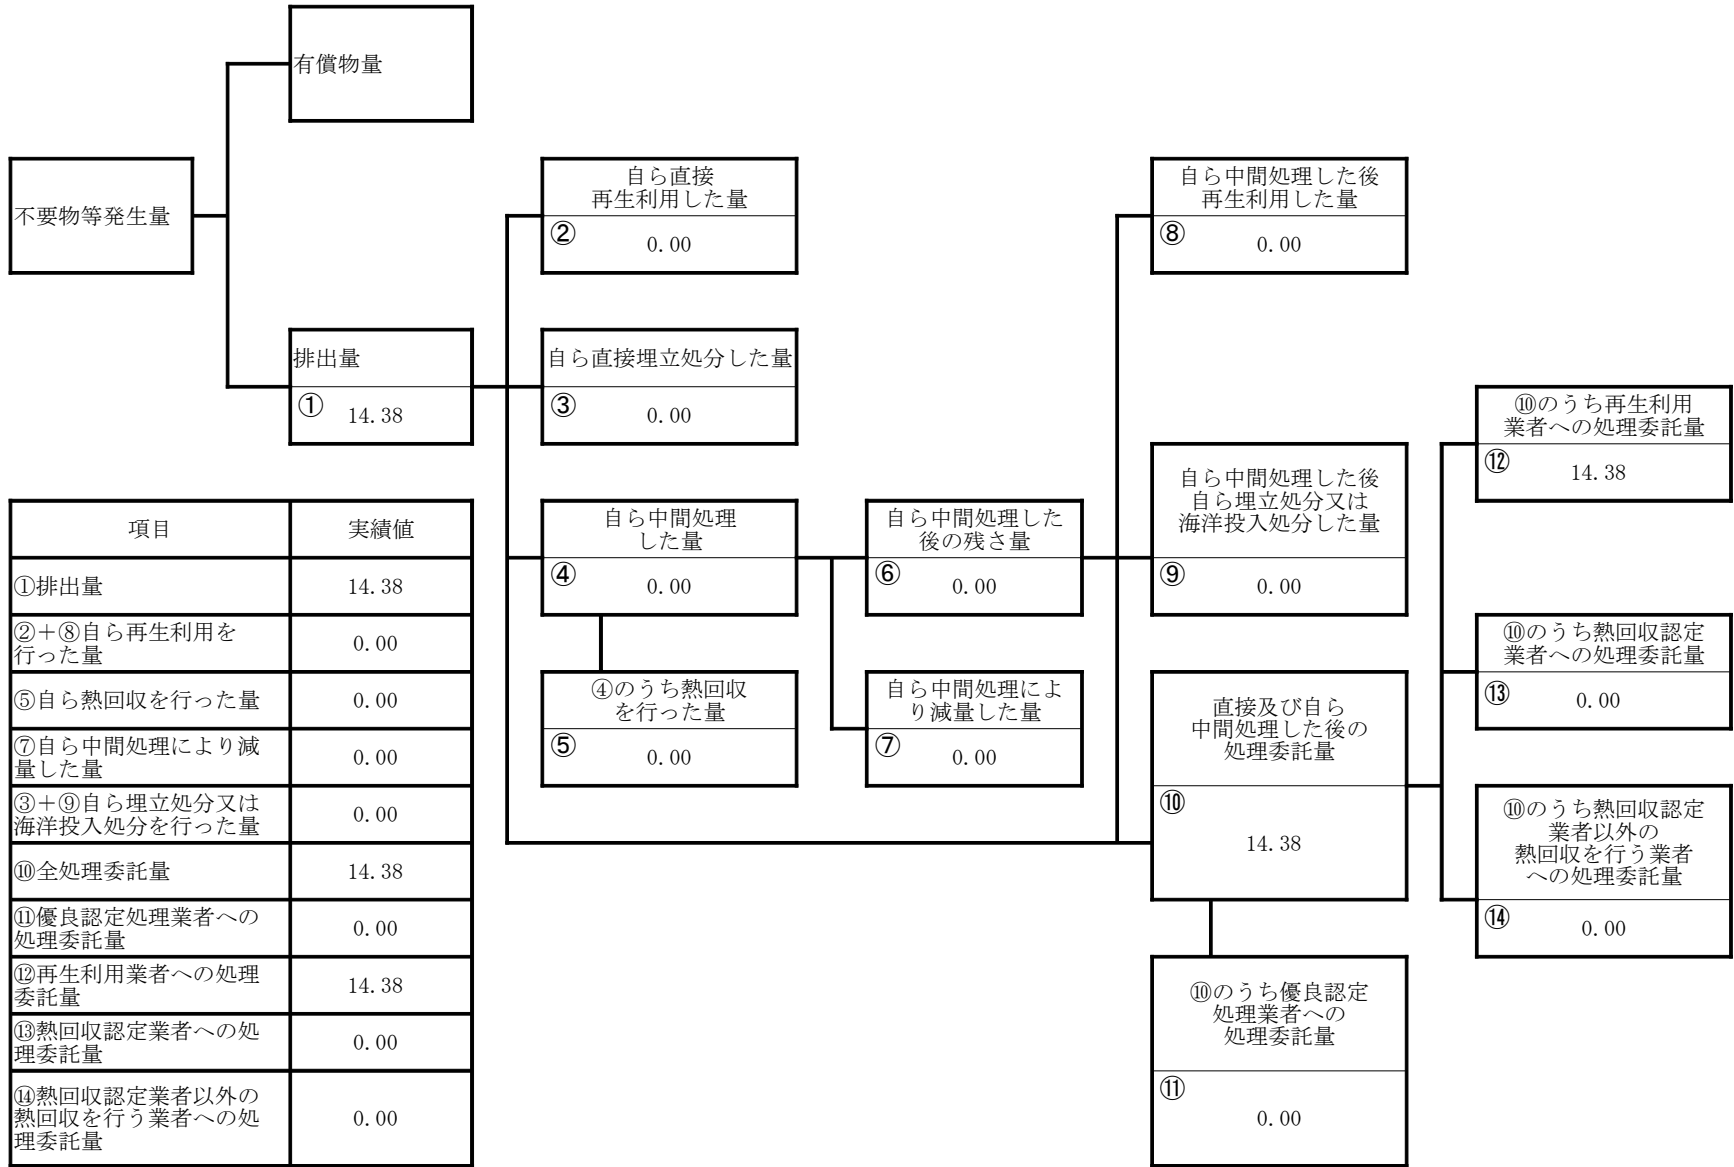 有償物量
不要物等発生量
排出量
① 14.38
自ら直接
再生利用した量
② 0.00
自ら直接埋立処分した量
③ 0.00
自ら中間処理
した量
④ 0.00
④のうち熱回収
を行った量
⑤ 0.00
自ら中間処理した
後の残さ量
⑥ 0.00
自ら中間処理によ
り減量した量
⑦ 0.00
自ら中間処理した後
再生利用した量
⑧ 0.00
自ら中間処理した後
自ら埋立処分又は
海洋投入処分した量
⑨ 0.00
直接及び自ら
中間処理した後の
処理委託量
⑩
14.38
⑩のうち優良認定
処理業者への
処理委託量
⑪
0.00
⑩のうち再生利用
業者への処理委託量
⑫ 14.38
⑩のうち熱回収認定
業者への処理委託量
⑬ 0.00
⑩のうち熱回収認定
業者以外の
熱回収を行う業者
への処理委託量
⑭ 0.00
項目 実績値
①排出量 14.38
②＋⑧自ら再生利用を
行った量 0.00
⑤自ら熱回収を行った量 0.00
⑦自ら中間処理により減
量した量 0.00
③＋⑨自ら埋立処分又は
海洋投入処分を行った量 0.00
⑩全処理委託量 14.38
⑪優良認定処理業者への
処理委託量 0.00
⑫再生利用業者への処理
委託量 14.38
⑬熱回収認定業者への処
理委託量 0.00
⑭熱回収認定業者以外の
熱回収を行う業者への処
理委託量 0.00